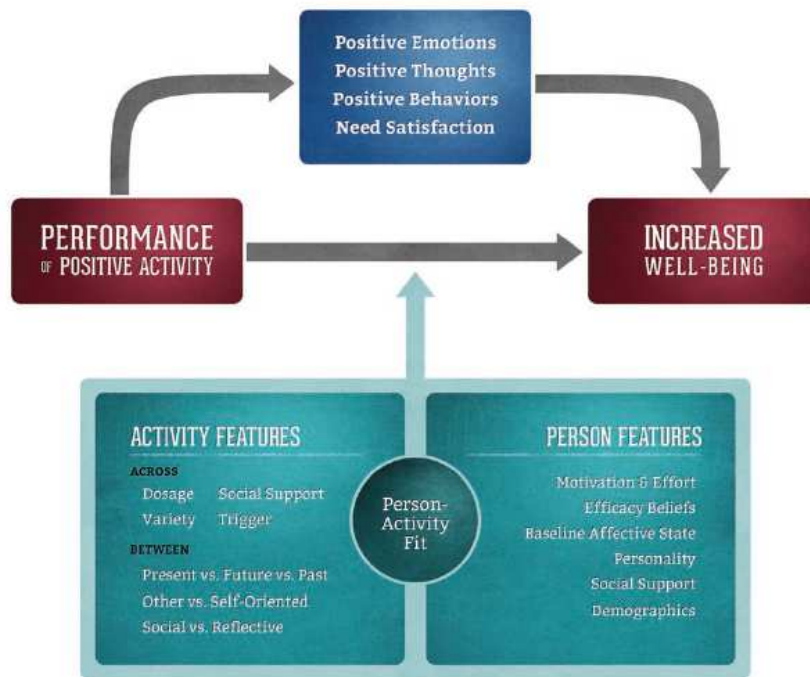 Positive Emotions
Positive Thoughts
Positive Behaviors
Need Satisfaction
PERFORMANCE
OF POSITIVE ACTIVITY
INCREASED
WELL-BEING
ACTIVITY FEATURES
ACROSS
Dosage Social Support
Variety Trigger
BETWEEN
Present vs. Future vs. Past
Other vs. Self-Oriented
Social vs. Reflective
Person-
Activity
Fit
PERSON FEATURES
Motivation & Effort
Efficacy Beliefs
Baseline Affective State
Personality
Social Support
Demographics